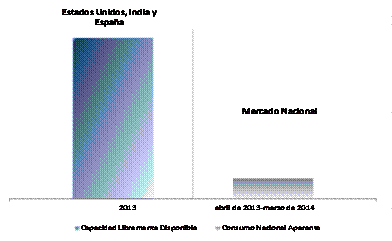 Estados Unidos, India y
España
Mercado Nacional
2013
abril de 2013-marzo de 2014
Capacidad Libremente Disponible
Consumo Nacional Aparente